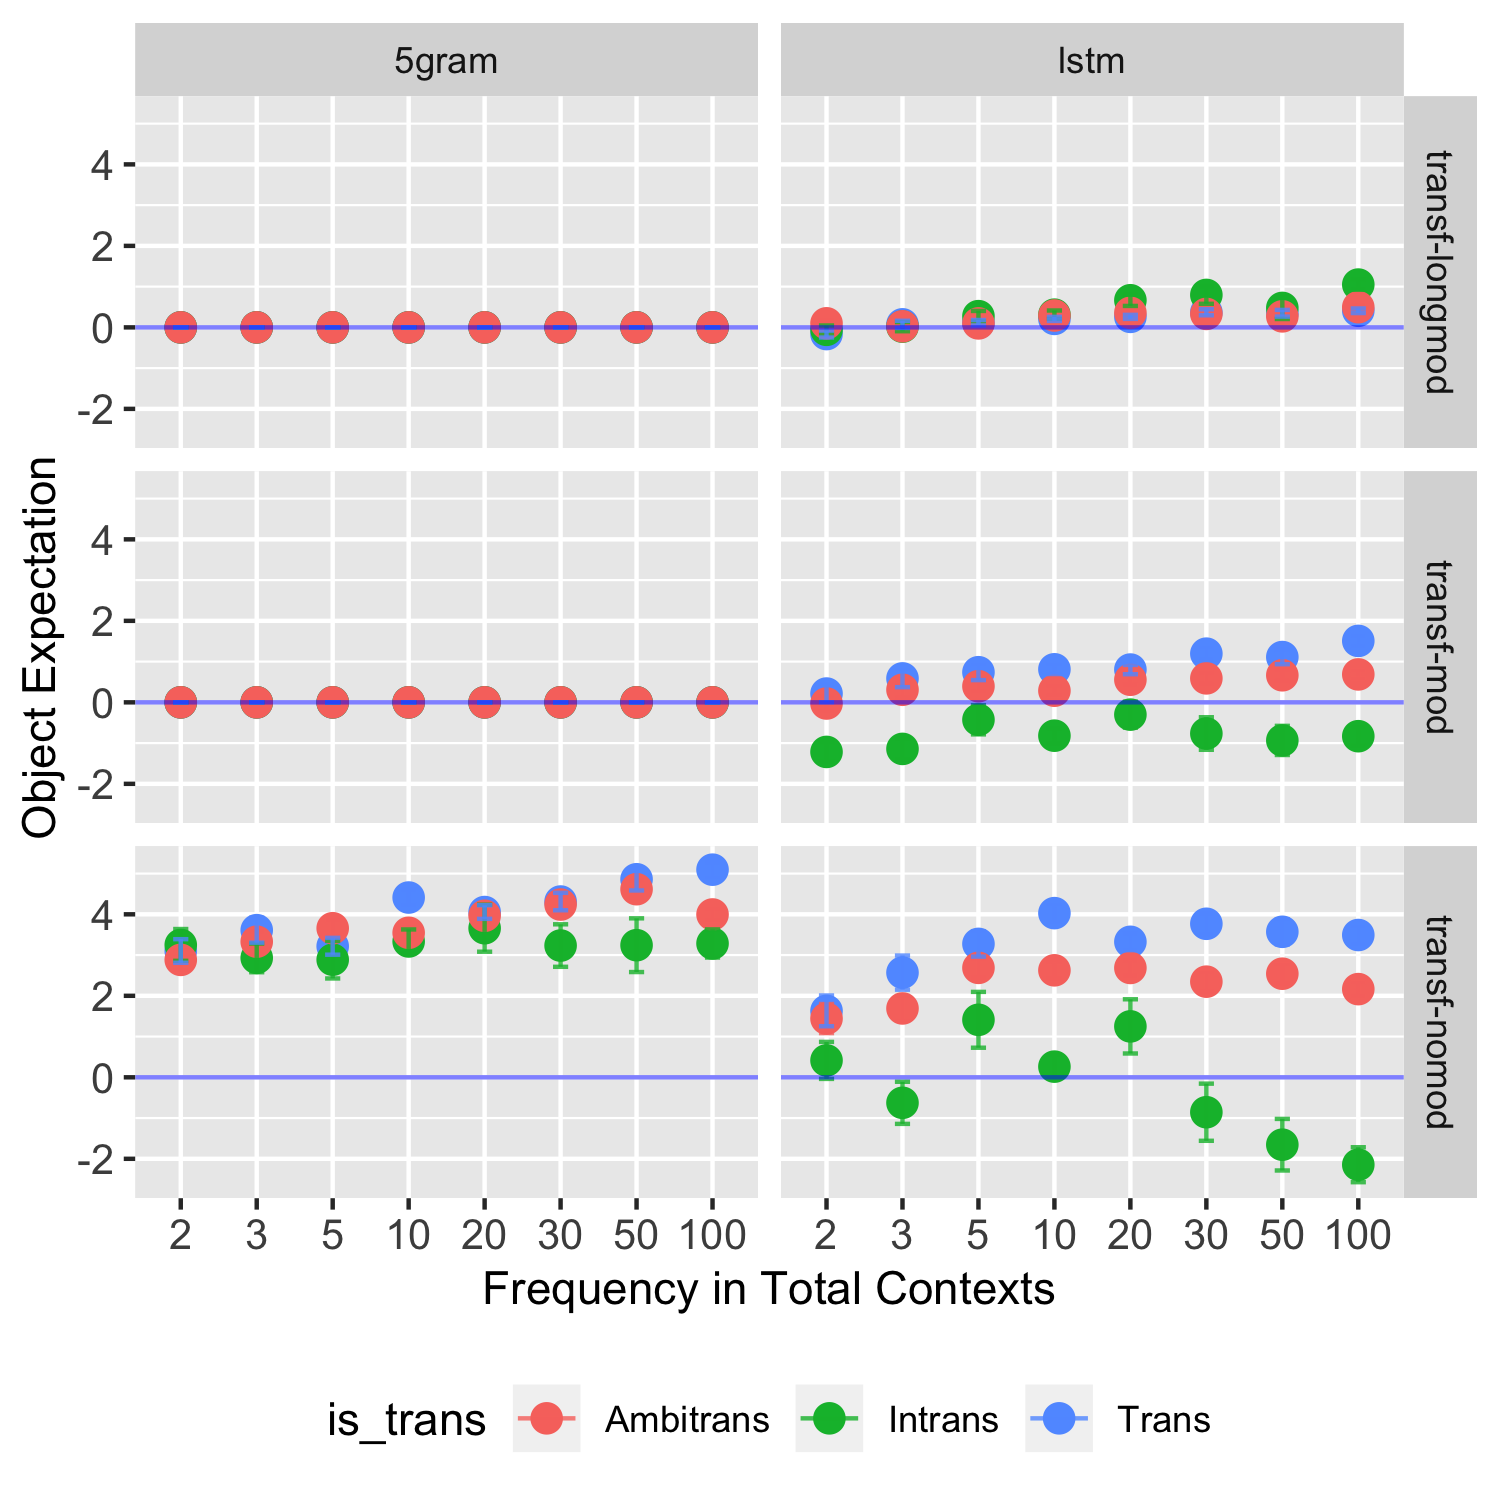 5gram lstm
4
2
0
-2
transf-longmod
Object Expectation
4
2
0
-2
transf-mod
4
2
0
-2
transf-nomod
2 3 5 10 20 30 50 100 2 3 5 10 20 30 50 100
Frequency in Total Contexts
is_trans Ambitrans Intrans Trans